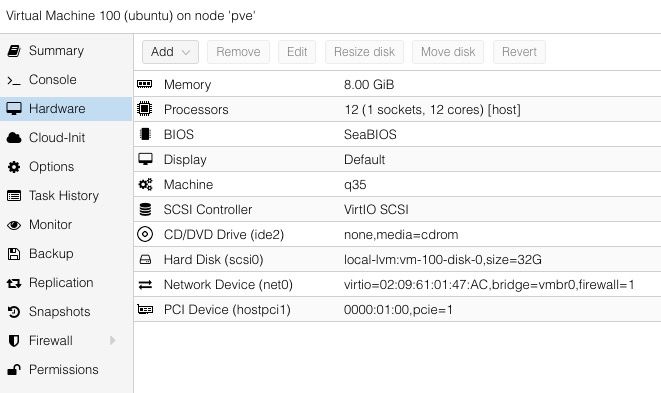 Virtual Machine 100 (ubuntu) on node 'pve'
Summary
Console
Hardware
Cloud-Init
Options
Task History
Monitor
Backup
Replication
Snapshots
Firewall
Permissions
Add Remove Edit Resize disk Move disk Revert
Memory 8.00 GiB
Processors 12 (1 sockets, 12 cores) [host]
BIOS SeaBIOS
Display Default
Machine q35
SCSI Controller VirtIO SCSI
CD/DVD Drive (ide2) none,media=cdrom
Hard Disk (scsi0) local-lvm:vm-100-disk-0,size=32G
Network Device (net0) virtio=02:09:61:01:47:AC,bridge=vmbr0,firewall=1
PCI Device (hostpci1) 0000:01:00,pcie=1